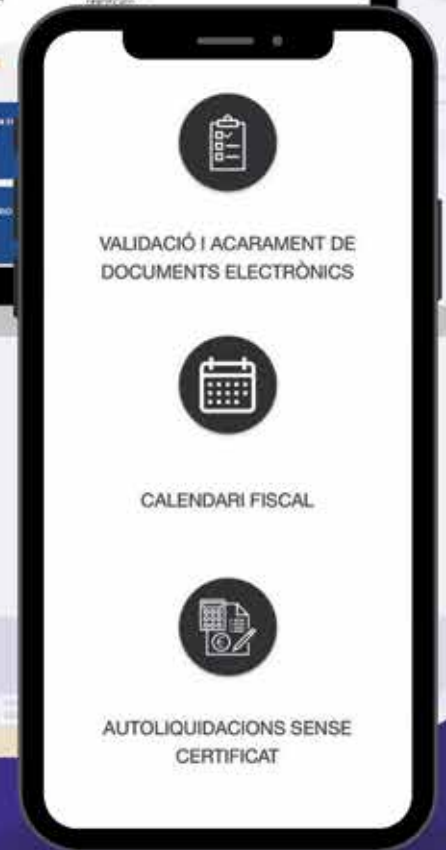 VALIDACIÓ I ACARAMENT DE
DOCUMENTS ELECTRÒNICS
CALENDARI FISCAL
AUTOLIQUIDACIONS SENSE
CERTIFICAT